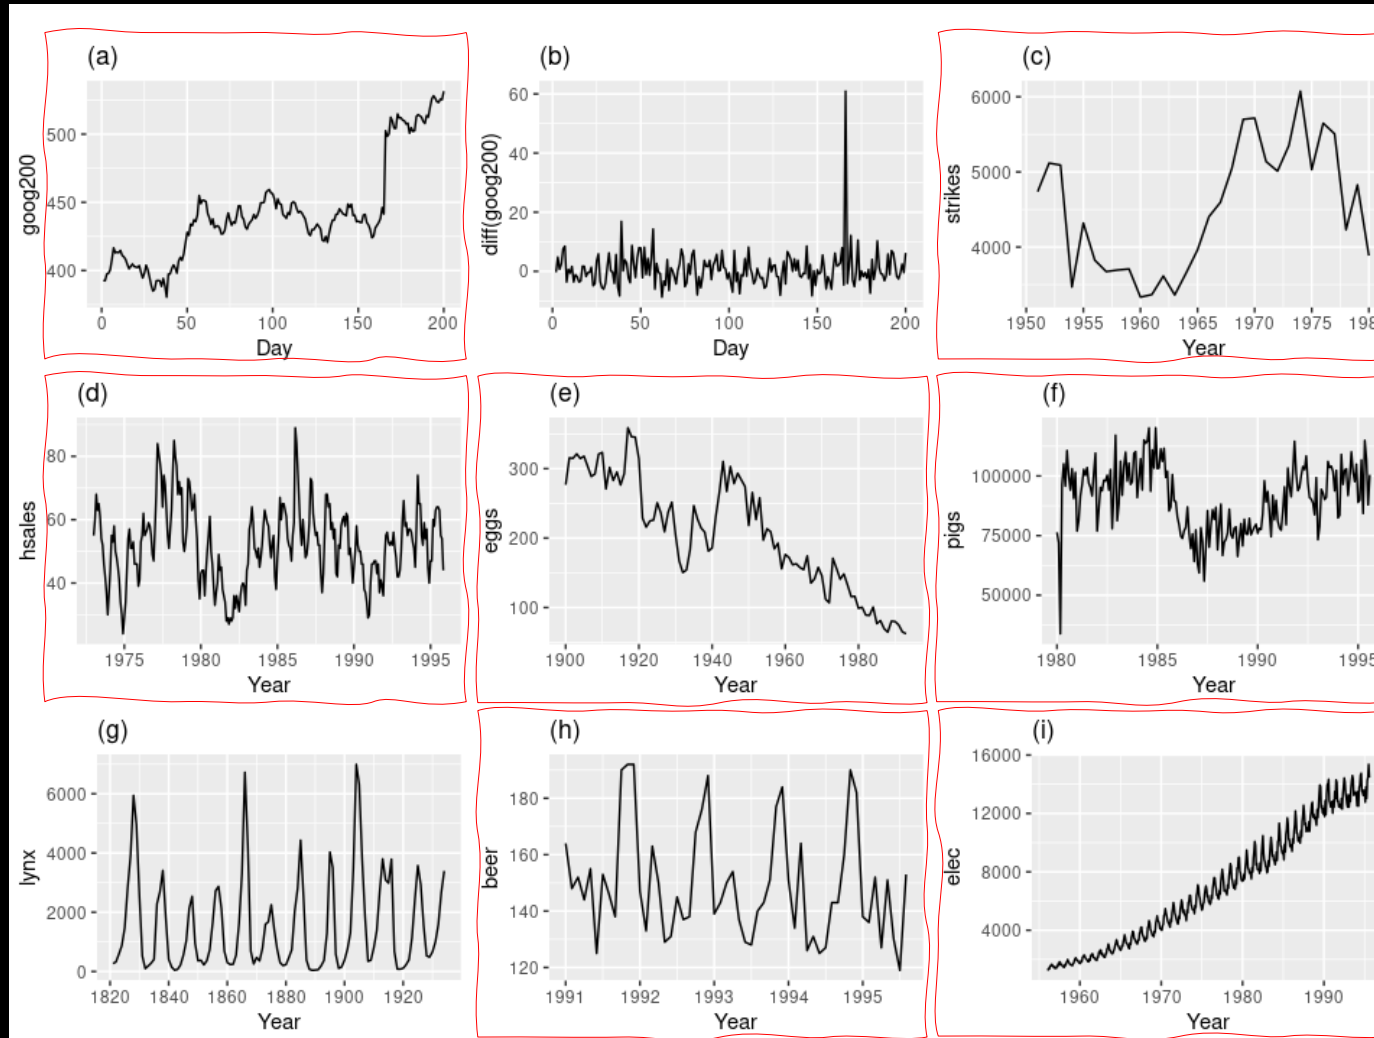 (a)
goog200
500
450
400
0 50 100 150 200
Day
(b)
diff(goog200)
60
40
20
0
0 50 100 150 200
Day
(c)
strikes
6000
5000
4000
1950 1955 1960 1965 1970 1975 198
Year
(d)
hsales
80
60
40
1975 1980 1985 1990 1995
Year
(e)
eggs
300
200
100
1900 1920 1940 1960 1980
Year
(f)
pigs
100000
75000
50000
1980 1985 1990 1995
Year
(g)
lynx
6000
4000
2000
0
1820 1840 1860 1880 1900 1920
Year
(h)
beer
180
160
140
120
1991 1992 1993 1994 1995
Year
(i)
elec
16000
12000
8000
4000
1960 1970 1980 1990
Year